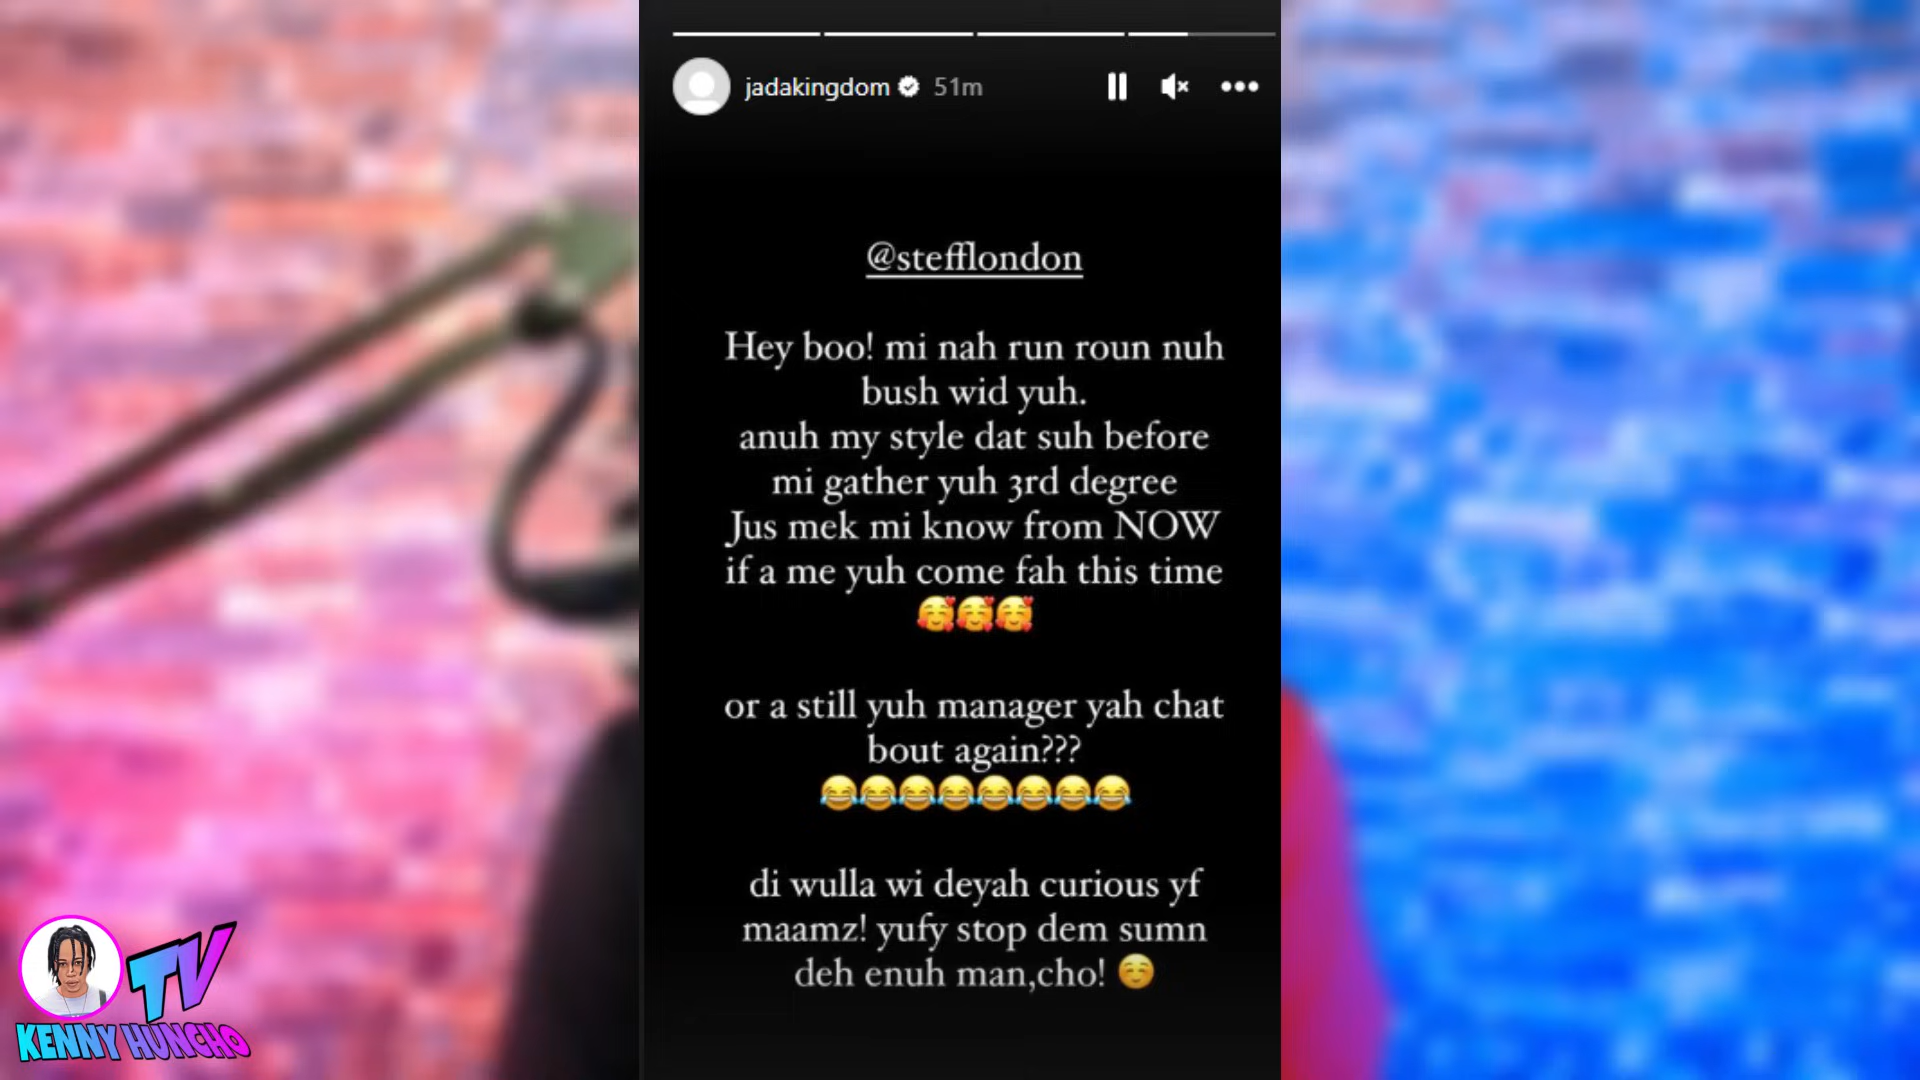 jadakingdom 51m
@stefflondon
Hey boo! mi nah run roun nuh
bush wid yuh.
anuh my style dat suh before
mi gather yuh 3rd degree
Jus mek mi know from NOW
if a me yuh come fah this time
🥰🥰🥰
or a still yuh manager yah chat
bout again???
😂😂😂😂😂😂😂😂
di wulla wi deyah curious yf
maamz! yufy stop dem sumn
deh enuh man,cho! ☺️
TV
KENNY HUNCHO